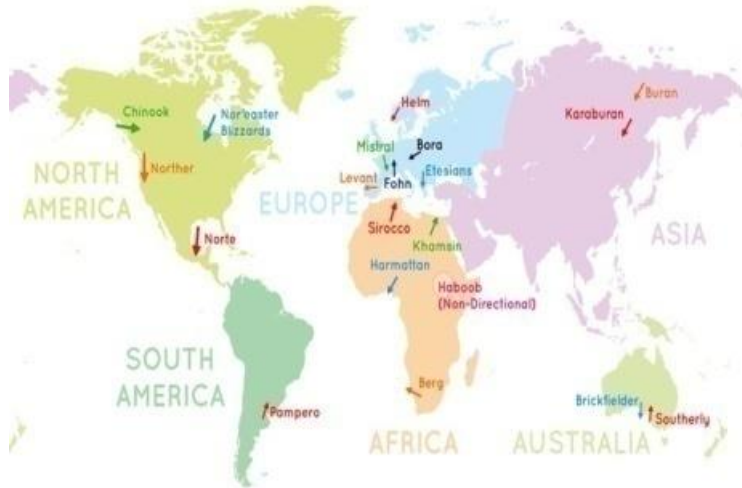 Chinook
Nor'easter
Blizzards
Norther
NORTH
AMERICA
Norte
SOUTH
AMERICA
Pampero
Helm
Mistral
Bora
Levant
Fohn
Etesians
EUROPE
Sirocco
Khamsin
Harmattan
Haboob
(Non-Directional)
Berg
AFRICA
Buran
Karaburan
ASIA
Brickfielder
Southerly
AUSTRALIA